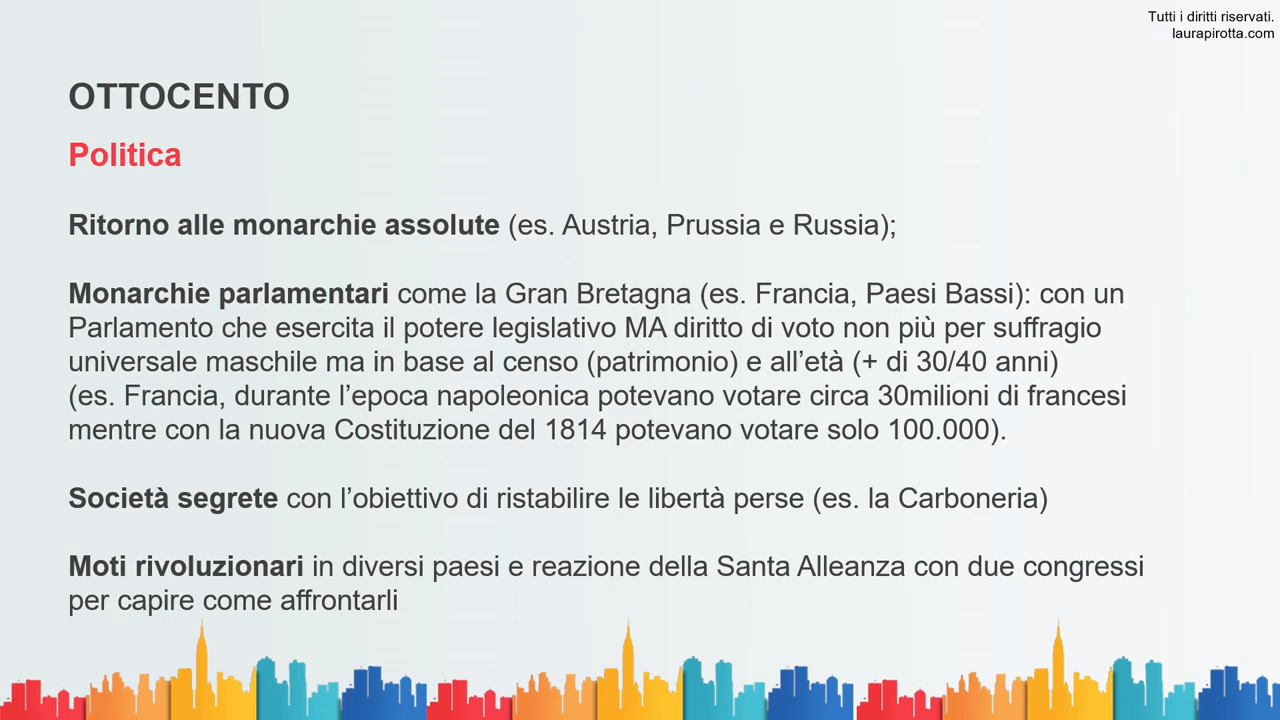 Tutti i diritti riservati.
laurapirotta.com
OTTOCENTO
Politica
Ritorno alle monarchie assolute (es. Austria, Prussia e Russia);
Monarchie parlamentari come la Gran Bretagna (es. Francia, Paesi Bassi): con un
Parlamento che esercita il potere legislativo MA diritto di voto non più per suffragio
universale maschile ma in base al censo (patrimonio) e all’età (+ di 30/40 anni)
(es. Francia, durante l’epoca napoleonica potevano votare circa 30milioni di francesi
mentre con la nuova Costituzione del 1814 potevano votare solo 100.000).
Società segrete con l’obiettivo di ristabilire le libertà perse (es. la Carboneria)
Moti rivoluzionari in diversi paesi e reazione della Santa Alleanza con due congressi
per capire come affrontarli